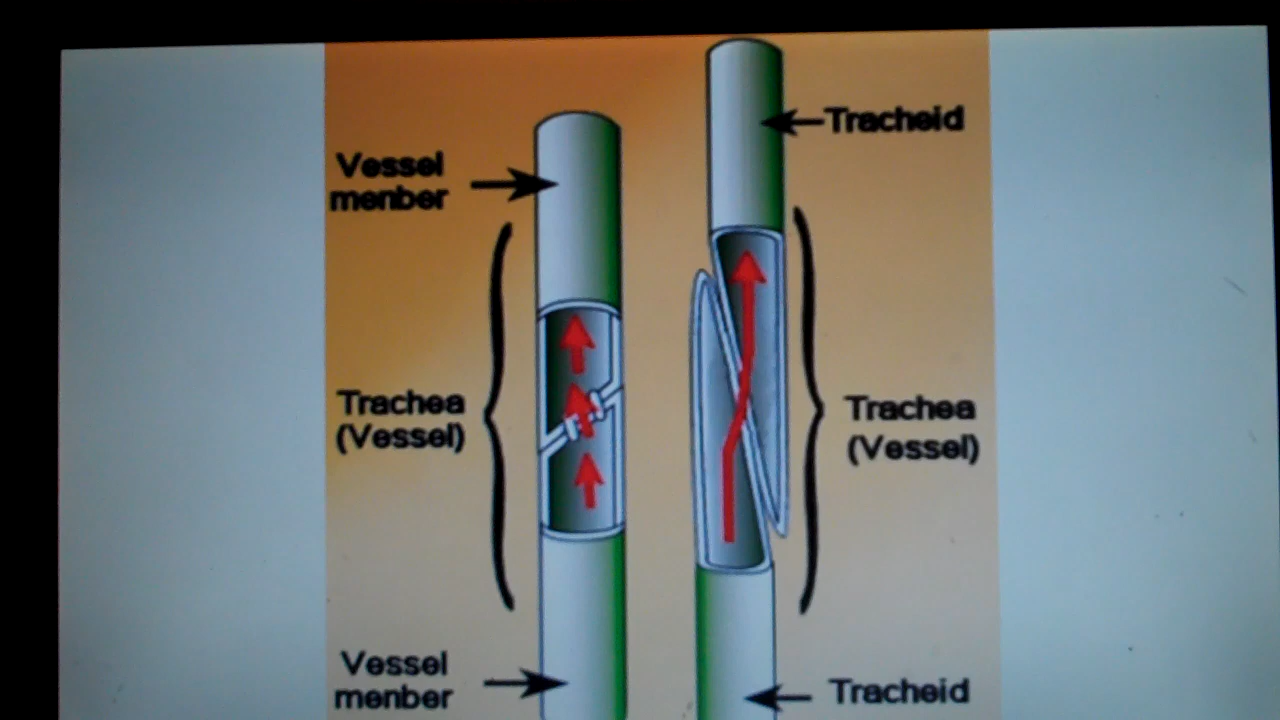 Tracheid
Vessel
menber
Trachea
(Vessel)
Trachea
(Vessel)
Vessel
menber
Tracheid